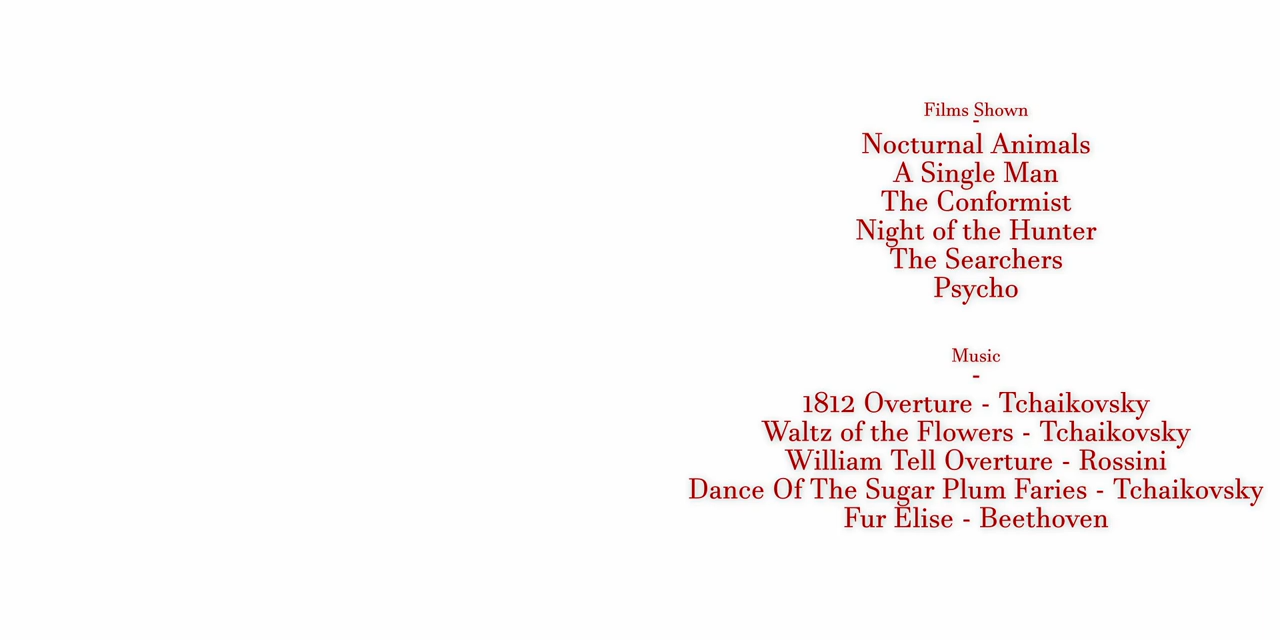 Films Shown
-
Nocturnal Animals
A Single Man
The Conformist
Night of the Hunter
The Searchers
Psycho
Music
-
1812 Overture - Tchaikovsky
Waltz of the Flowers - Tchaikovsky
William Tell Overture - Rossini
Dance Of The Sugar Plum Faries - Tchaikovsky
Fur Elise - Beethoven